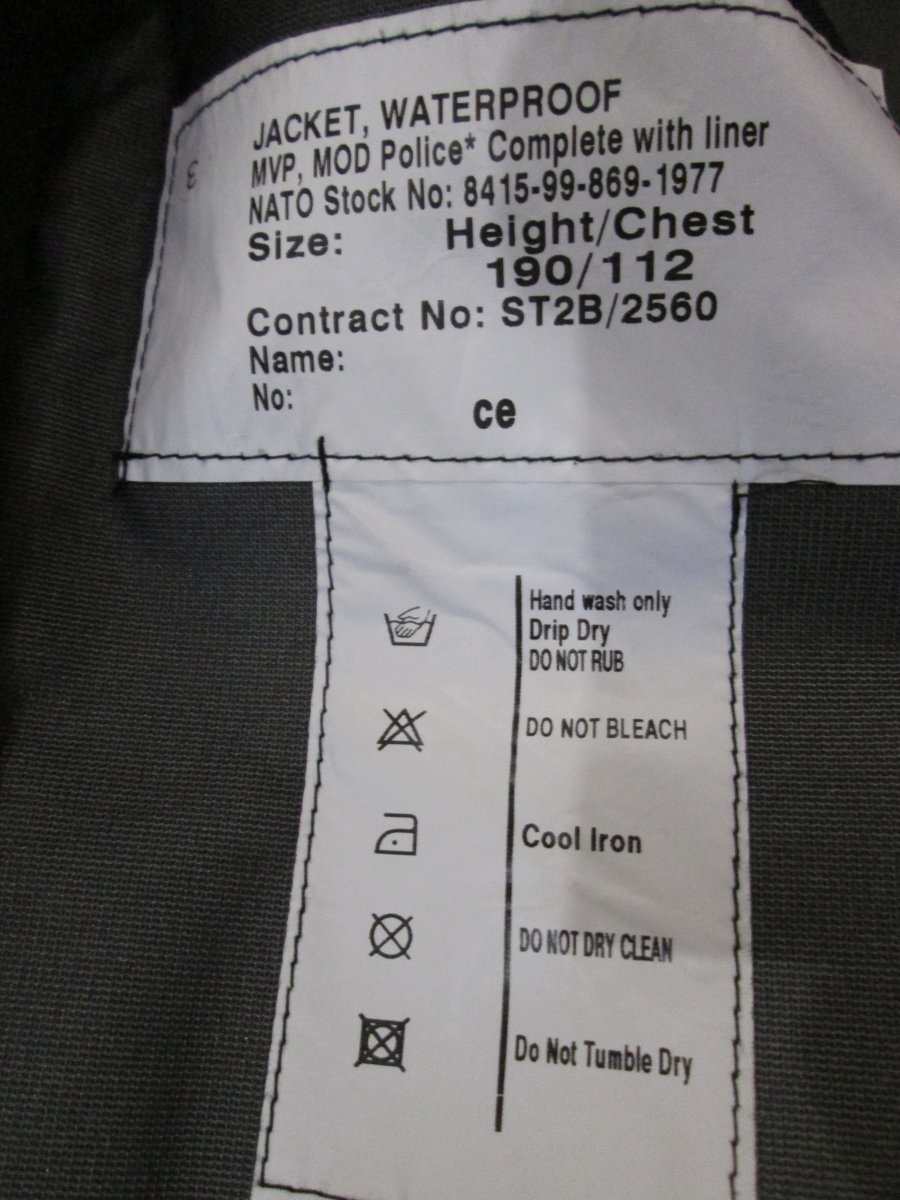 JACKET, WATERPROOF
MVP, MOD Police* Complete with liner
NATO Stock No: 8415-99-869-1977
Size: Height/Chest
190/112
Contract No: ST2B/2560
Name:
No:
ce
3
Hand wash only
Drip Dry
DO NOT RUB
DO NOT BLEACH
Cool Iron
DO NOT DRY CLEAN
Do Not Tumble Dry